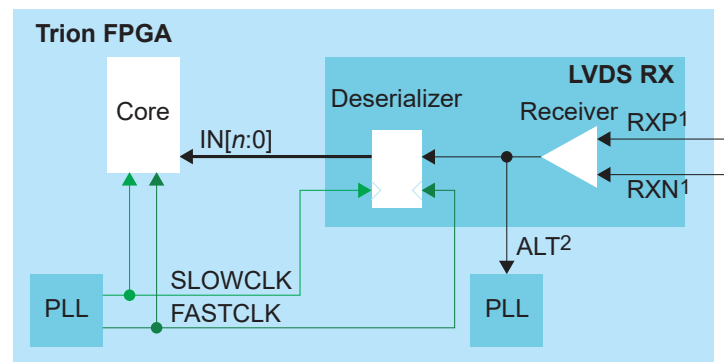 Trion FPGA
LVDS RX
Deserializer
Core
Receiver
RXP1
IN[n:0]
RXN1
ALT2
SLOWCLK
PLL
PLL
FASTCLK